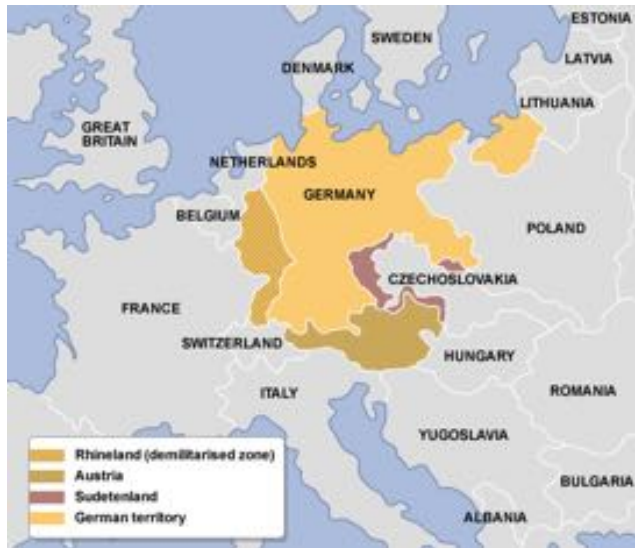 ESTONIA
SWEDEN
LATVIA
DENMARK
LITHUANIA
GREAT
BRITAIN
NETHERLANDS
GERMANY
BELGIUM
POLAND
CZECHOSLOVAKIA
FRANCE
SWITZERLAND
HUNGARY
ITALY
ROMANIA
YUGOSLAVIA
Rhineland (demilitarised zone)
Austria
Sudetenland
German territory
BULGARIA
ALBANIA